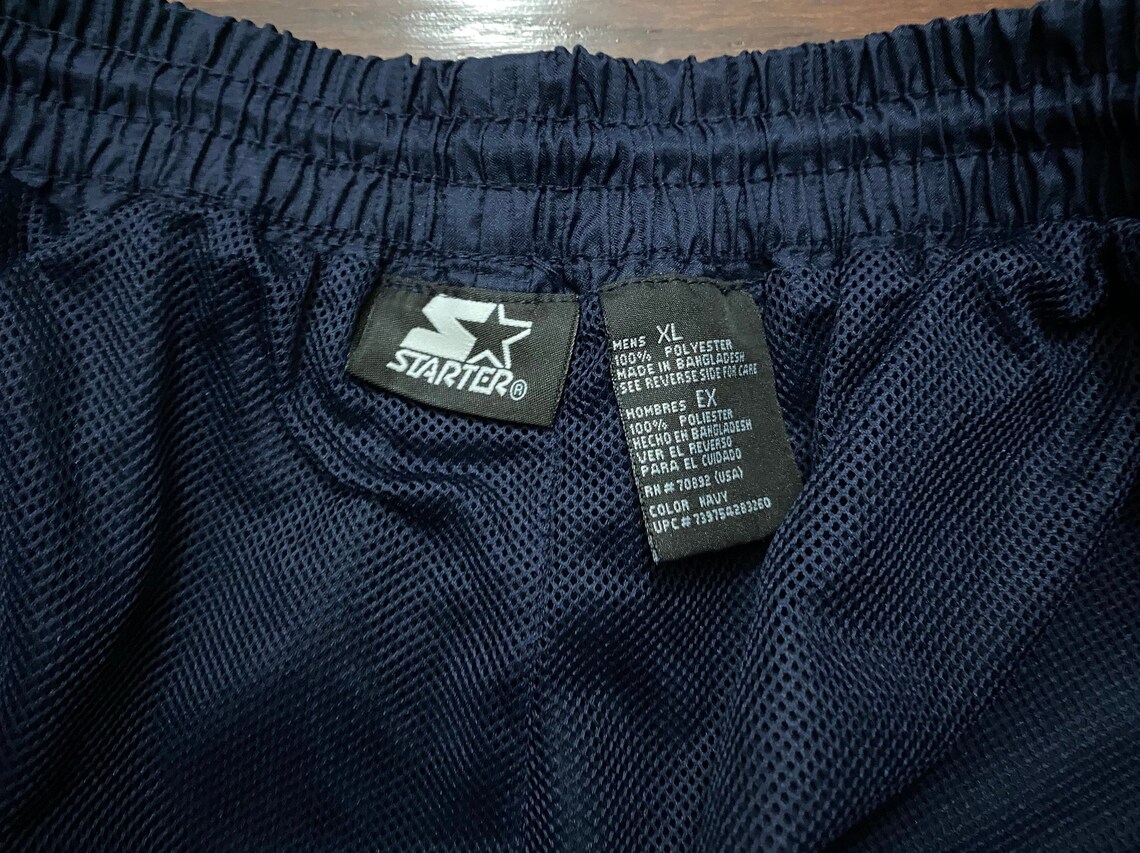 STARTER®
MENS XL
100% POLYESTER
MADE IN BANGLADESH
SEE REVERSE SIDE FOR CARE
HOMBRES EX
100% POLIESTER
HECHO EN BANGLADESH
VER EL REVERSO
PARA EL CUIDADO
RN # 70892 (USA)
COLOR NAVY
UPC # 739754283260